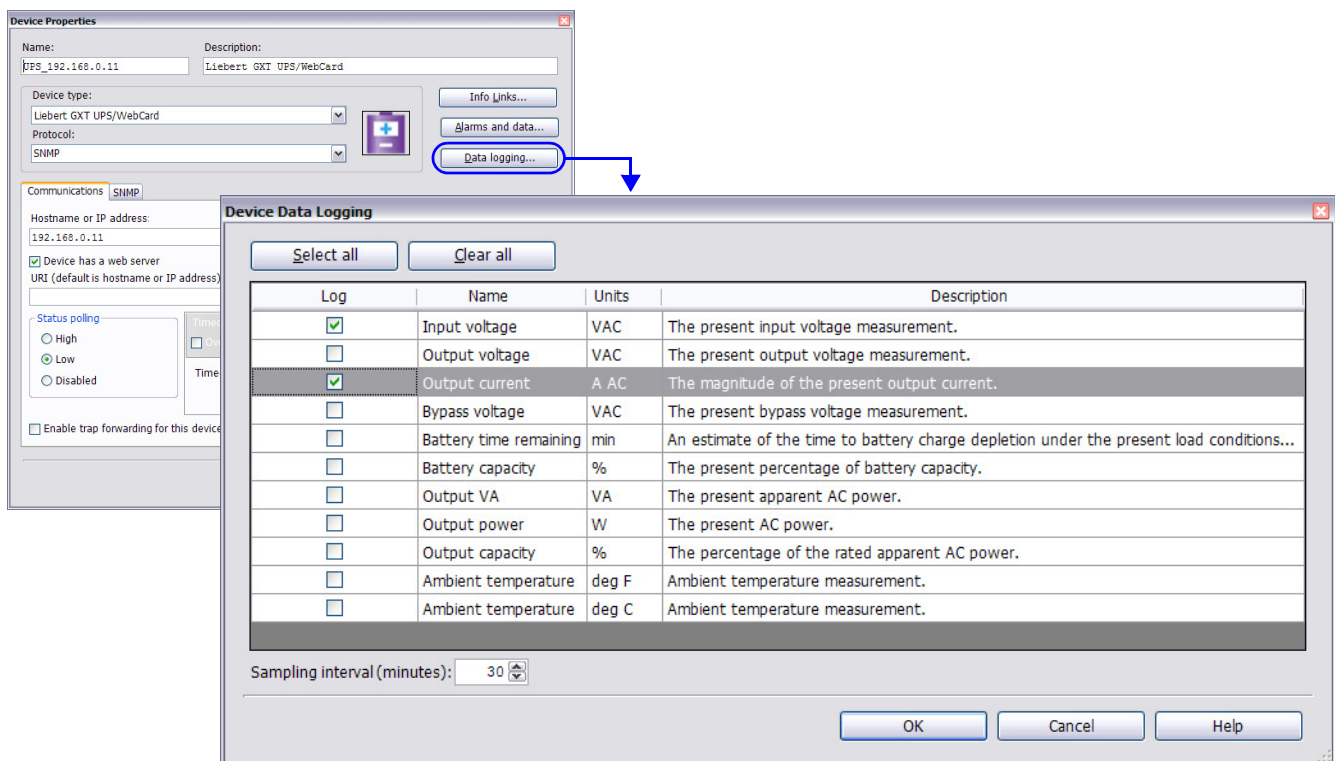 Device Properties
Name:
Description:
UPS_192.168.0.11
Liebert GXT UPS/WebCard
Device type:
Liebert GXT UPS/WebCard
Protocol:
SNMP
Info Links...
Alarms and data...
Data logging...
Communications SNMP
Hostname or IP address:
192.168.0.11
Device has a web server
URI (default is hostname or IP address)
Status polling
High
Low
Disabled
Time
Enable trap forwarding for this device
Device Data Logging
Select all Clear all
Log Name Units Description
Input voltage VAC The present input voltage measurement.
Output voltage VAC The present output voltage measurement.
Output current A AC The magnitude of the present output current.
Bypass voltage VAC The present bypass voltage measurement.
Battery time remaining min An estimate of the time to battery charge depletion under the present load conditions...
Battery capacity % The present percentage of battery capacity.
Output VA VA The present apparent AC power.
Output power W The present AC power.
Output capacity % The percentage of the rated apparent AC power.
Ambient temperature deg F Ambient temperature measurement.
Ambient temperature deg C Ambient temperature measurement.
Sampling interval (minutes): 30
OK Cancel Help